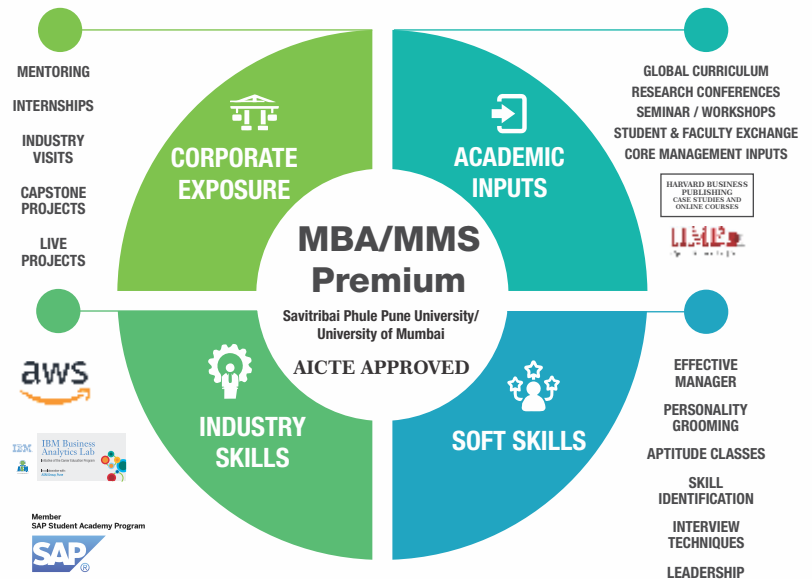 MENTORING
INTERNSHIPS
INDUSTRY
VISITS
CAPSTONE
PROJECTS
LIVE
PROJECTS
CORPORATE
EXPOSURE
ACADEMIC
INPUTS
GLOBAL CURRICULUM
RESEARCH CONFERENCES
SEMINAR / WORKSHOPS
STUDENT & FACULTY EXCHANGE
CORE MANAGEMENT INPUTS
HARVARD BUSINESS
PUBLISHING
CASE STUDIES AND
ONLINE COURSES
MBA/MMS
Premium
Savitribai Phule Pune University/
University of Mumbai
AICTE APPROVED
aws
IBM
IBM Business
Analytics Lab
Member
SAP Student Academy Program
SAP®
INDUSTRY
SKILLS
SOFT SKILLS
EFFECTIVE
MANAGER
PERSONALITY
GROOMING
APTITUDE CLASSES
SKILL
IDENTIFICATION
INTERVIEW
TECHNIQUES
LEADERSHIP